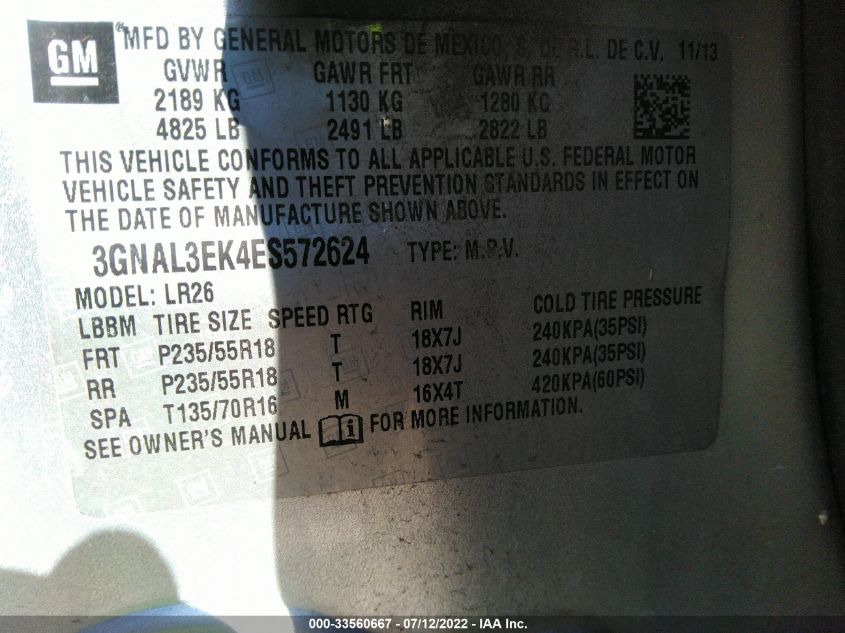 GM ® MFD BY GENERAL MOTORS DE MEXICO, S. DE R.L. DE C.V. 11/13
GVWR GAWR FRT GAWR RR
2189 KG 1130 KG 1280 KG
4825 LB 2491 LB 2822 LB
THIS VEHICLE CONFORMS TO ALL APPLICABLE U.S. FEDERAL MOTOR
VEHICLE SAFETY AND THEFT PREVENTION STANDARDS IN EFFECT ON
THE DATE OF MANUFACTURE SHOWN ABOVE.
3GNAL3EK4ES572624 TYPE: M.P.V.
MODEL: LR26
LBBM TIRE SIZE SPEED RTG RIM COLD TIRE PRESSURE
FRT P235/55R18 T 18X7J 240KPA(35PSI)
RR P235/55R18 T 18X7J 240KPA(35PSI)
SPA T135/70R16 M 16X4T 420KPA(60PSI)
SEE OWNER'S MANUAL i FOR MORE INFORMATION.
000-33560667 - 07/12/2022 - IAA Inc.